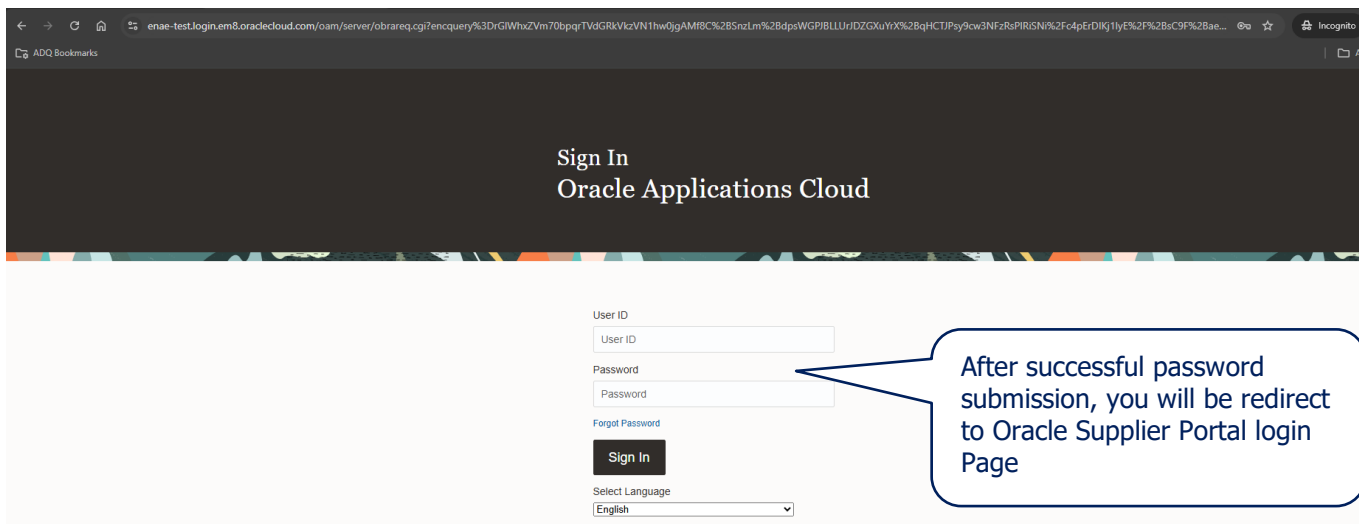 enae-test.login.em8.oraclecloud.com/oam/server/obrareq.cgi?encquery%3DrGlWhxZVm70bpqrTVdGRkVkzVN1hw0jgAMf8C%2BSnzLm%2BdpsWGPJBLLUrJDZGXuYrX%2BqHCTJPsy9cw3NFzRsPIRiSNi%2Fc4pErDIKj1lyE%2F%2BsC9F%2Bae...
Incognito
ADQ Bookmarks
Sign In
Oracle Applications Cloud
User ID
User ID
Password
Password
Forgot Password
Sign In
Select Language
English
After successful password
submission, you will be redirect
to Oracle Supplier Portal login
Page